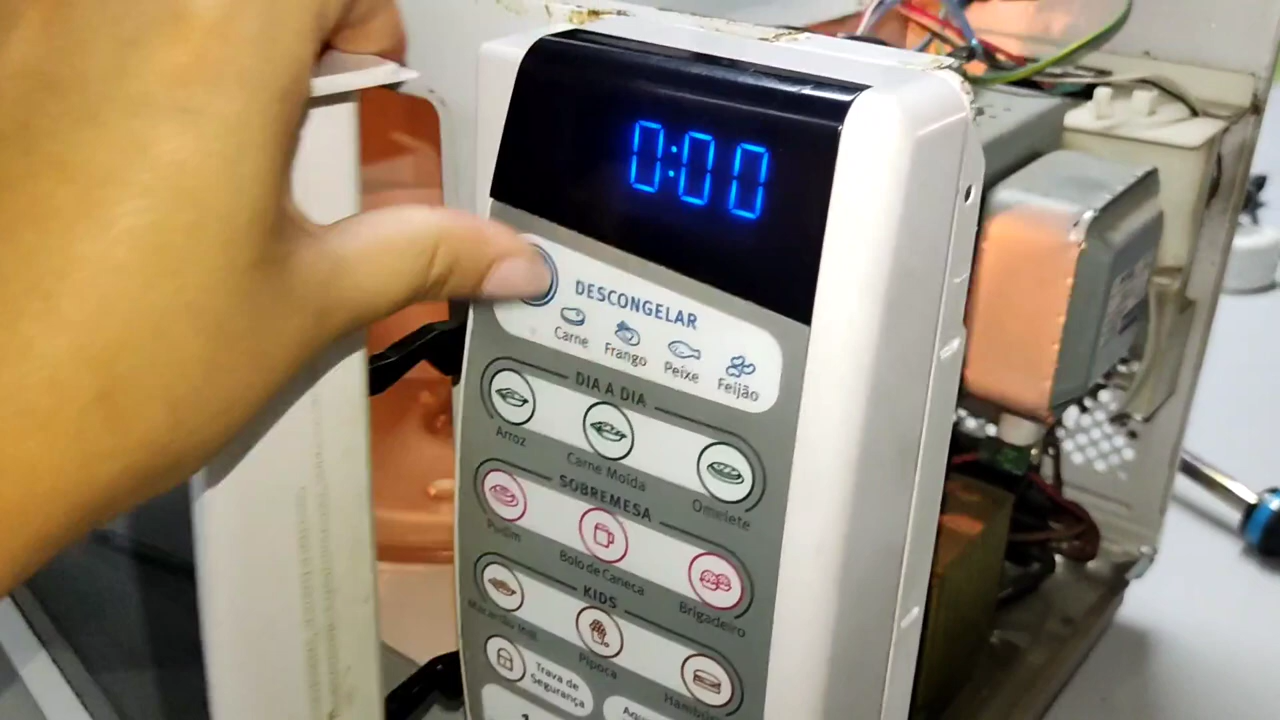 0:00
DESCONGELAR
Carne Frango Peixe Feijão
DIA A DIA
Arroz Carne Moída Omelete
SOBREMESA
Pudim Bolo de Caneca Brigadeiro
KIDS
Pipoca
Trava de
Segurança